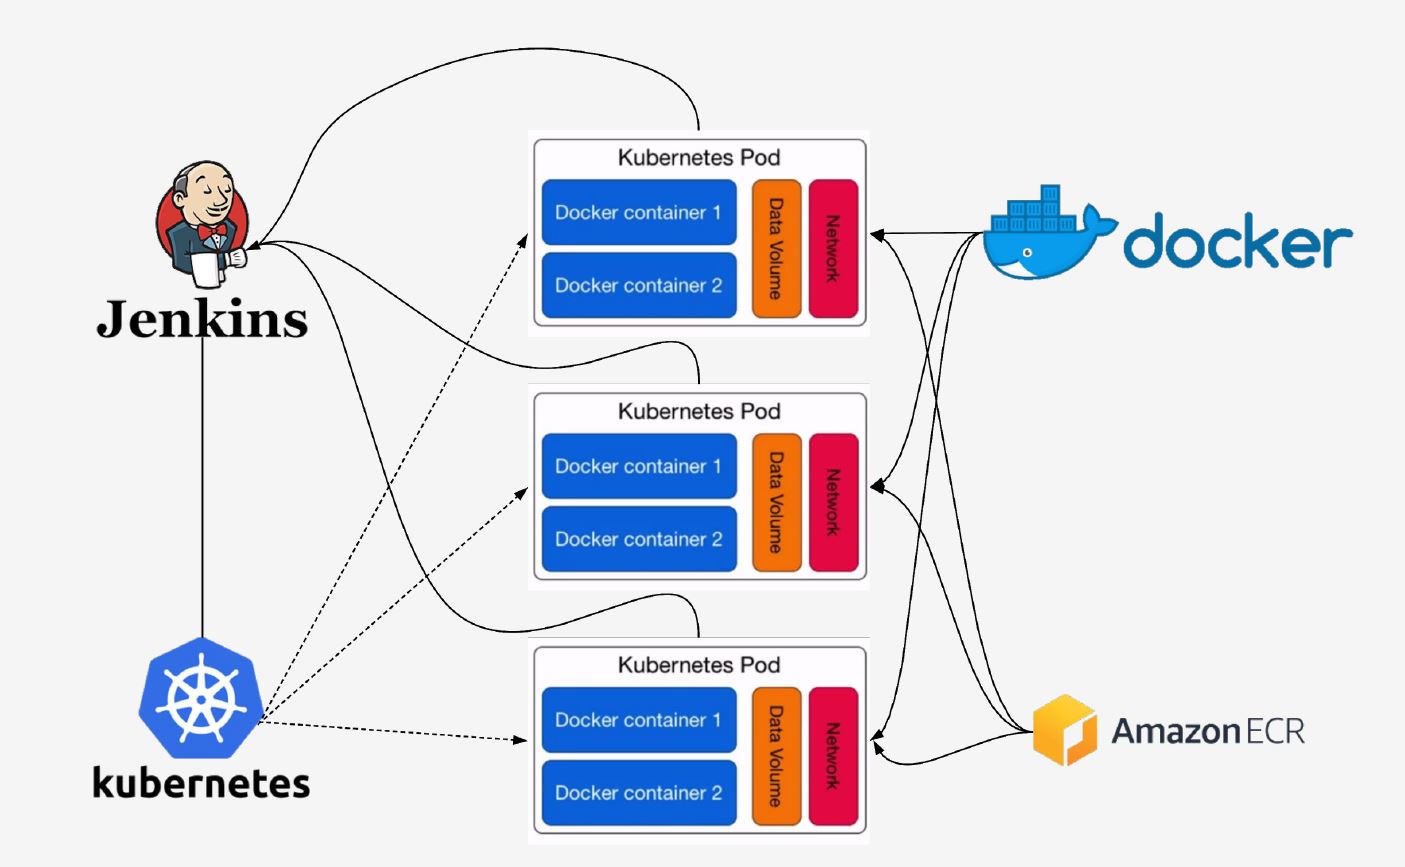 Jenkins
kubernetes
Kubernetes Pod
Docker container 1
Docker container 2
Data Volume
Network
Kubernetes Pod
Docker container 1
Docker container 2
Data Volume
Network
Kubernetes Pod
Docker container 1
Docker container 2
Data Volume
Network
docker
Amazon ECR